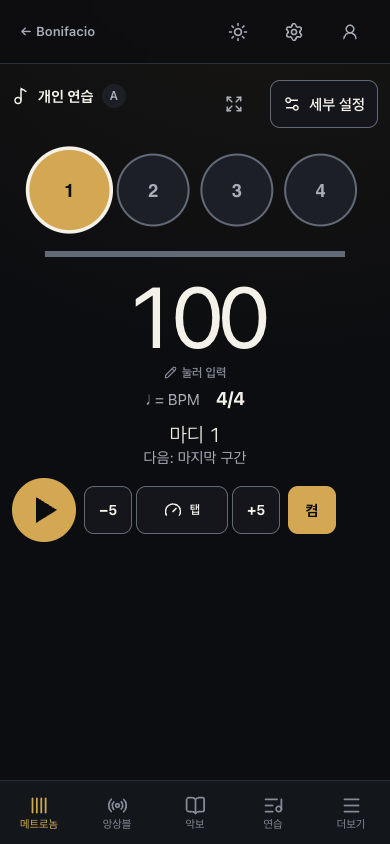 ← Bonifacio
개인 연습 A
세부 설정
1 2 3 4
100
눌러 입력
♩ = BPM 4/4
마디 1
다음: 마지막 구간
−5 탭 +5 켬
메트로놈 앙상블 악보 연습 더보기